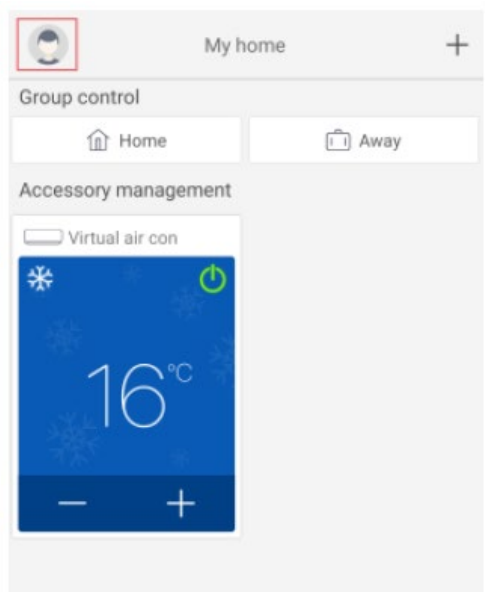 My home
Group control
Home
Away
Accessory management
Virtual air con
16°C